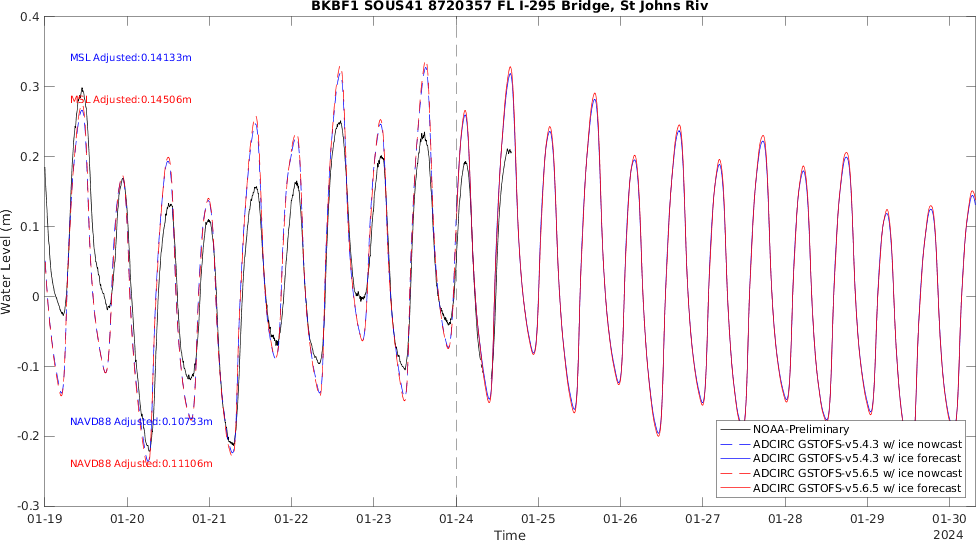 BKBF1 SOUS41 8720357 FL I-295 Bridge, St Johns Riv
0.4
0.3
0.2
0.1
0
-0.1
-0.2
-0.3
Water Level (m)
MSL Adjusted:0.14133m
MSL Adjusted:0.14506m
NAVD88 Adjusted:0.10733m
NAVD88 Adjusted:0.11106m
NOAA-Preliminary
ADCIRC GSTOFS-v5.4.3 w/ ice nowcast
ADCIRC GSTOFS-v5.4.3 w/ ice forecast
ADCIRC GSTOFS-v5.6.5 w/ ice nowcast
ADCIRC GSTOFS-v5.6.5 w/ ice forecast
01-19 01-20 01-21 01-22 01-23 01-24 01-25 01-26 01-27 01-28 01-29 01-30
2024
Time